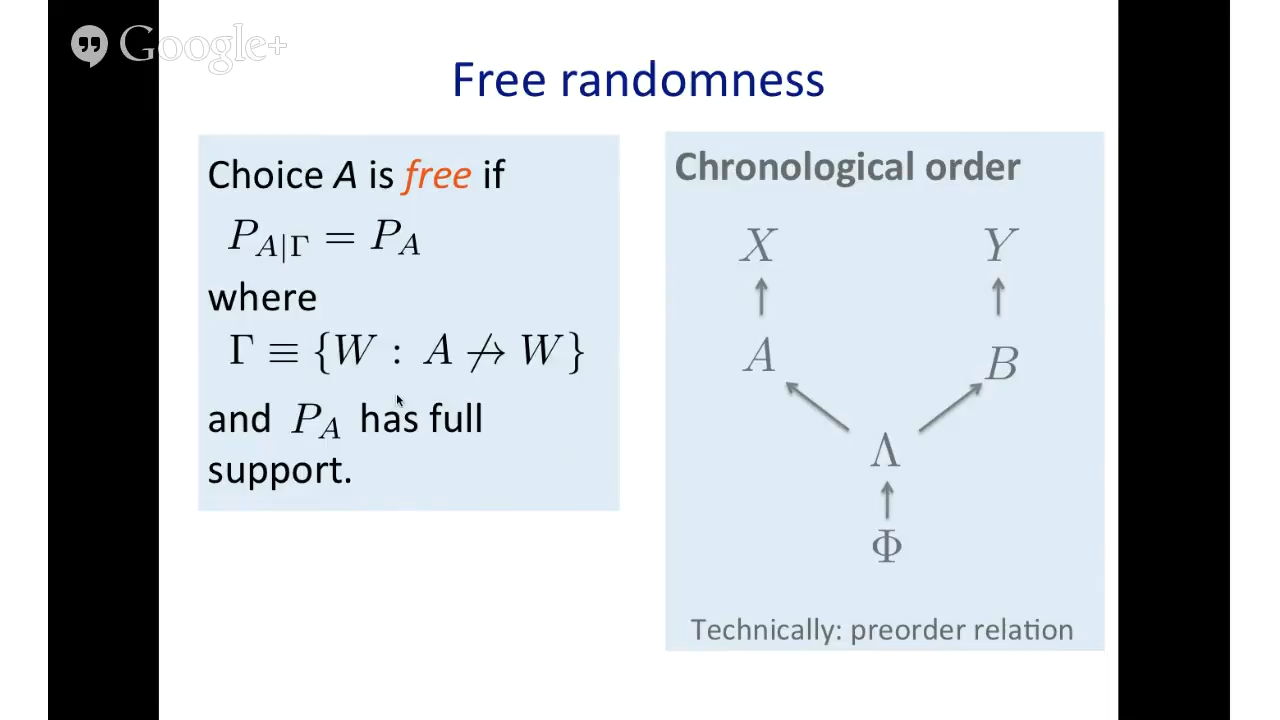 Google+
Free randomness
Choice A is free if
P_{A|Γ} = P_A
where
Γ ≡ {W : A ↛ W}
and P_A has full
support.
Chronological order
X Y
A B
Λ
Φ
Technically: preorder relation